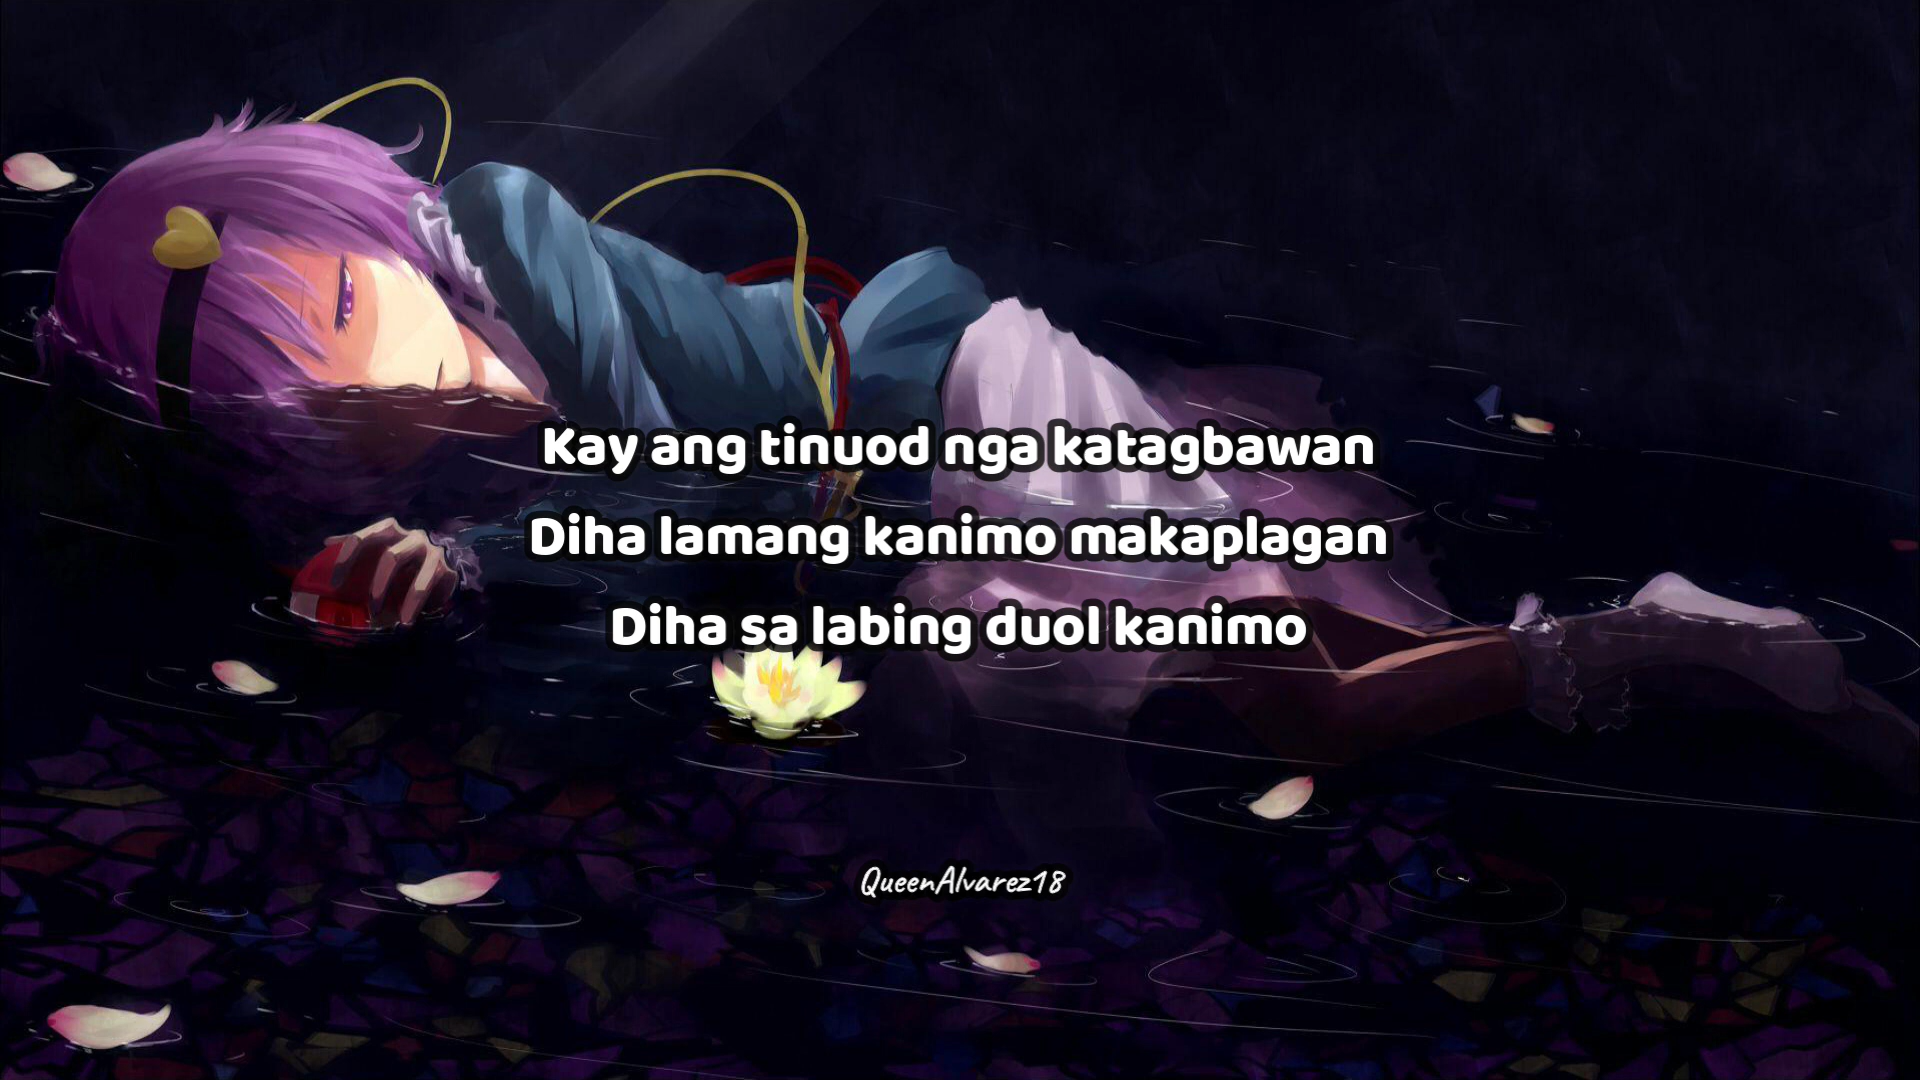 Kay ang tinuod nga katagbawan
Diha lamang kanimo makaplagan
Diha sa labing duol kanimo
QueenAlvarez18